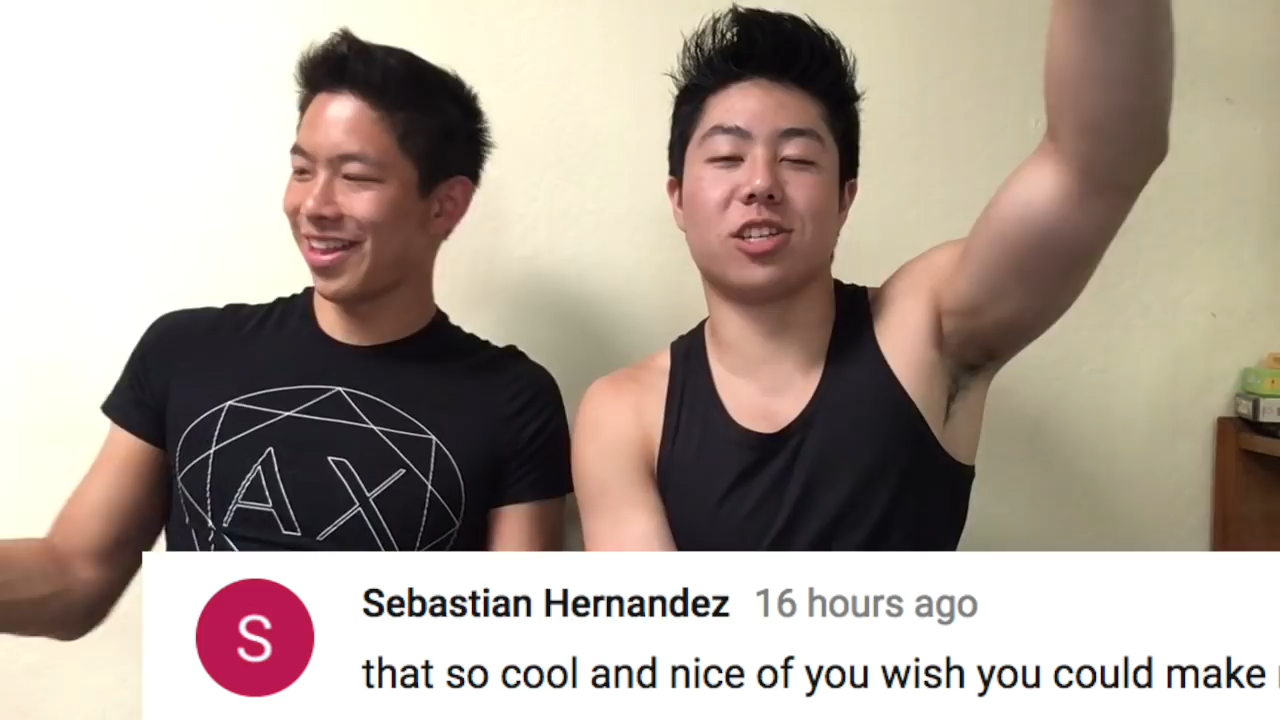 AX
S
Sebastian Hernandez 16 hours ago
that so cool and nice of you wish you could make